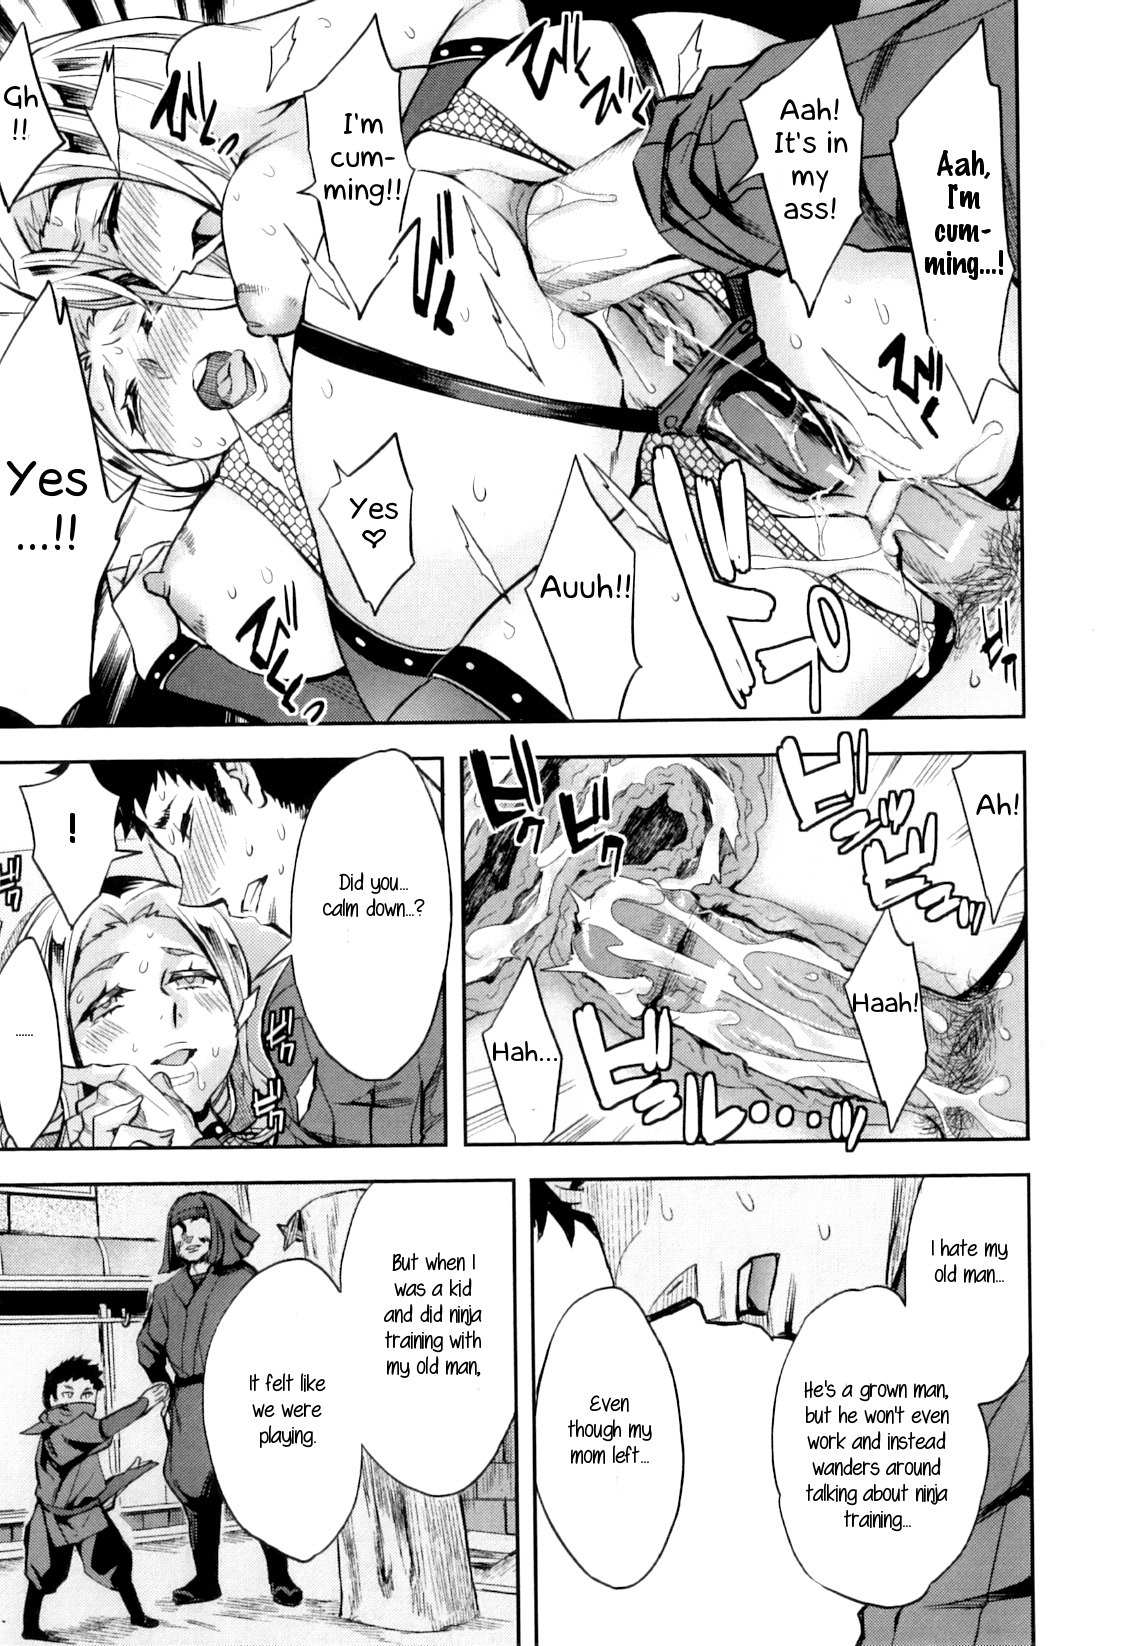 Aah,
I'm
cum-
ming...!
Aah!
It's in
my
ass!
I'm
cum-
ming!!
Gh
!!
Yes
...!!
Yes
♡
Auuh!!
Ah!
Haah!
Hah...
Did you...
calm down...?
!
......
I hate my
old man...
He's a grown man,
but he won't even
work and instead
wanders around
talking about ninja
training...
Even
though my
mom left...
But when I
was a kid
and did ninja
training with
my old man,
It felt like
we were
playing.